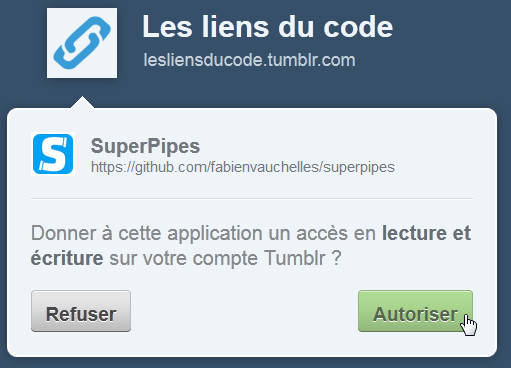 Les liens du code
lesliensducode.tumblr.com
S
SuperPipes
https://github.com/fabienvauchelles/superpipes
Donner à cette application un accès en lecture et
écriture sur votre compte Tumblr ?
Refuser
Autoriser